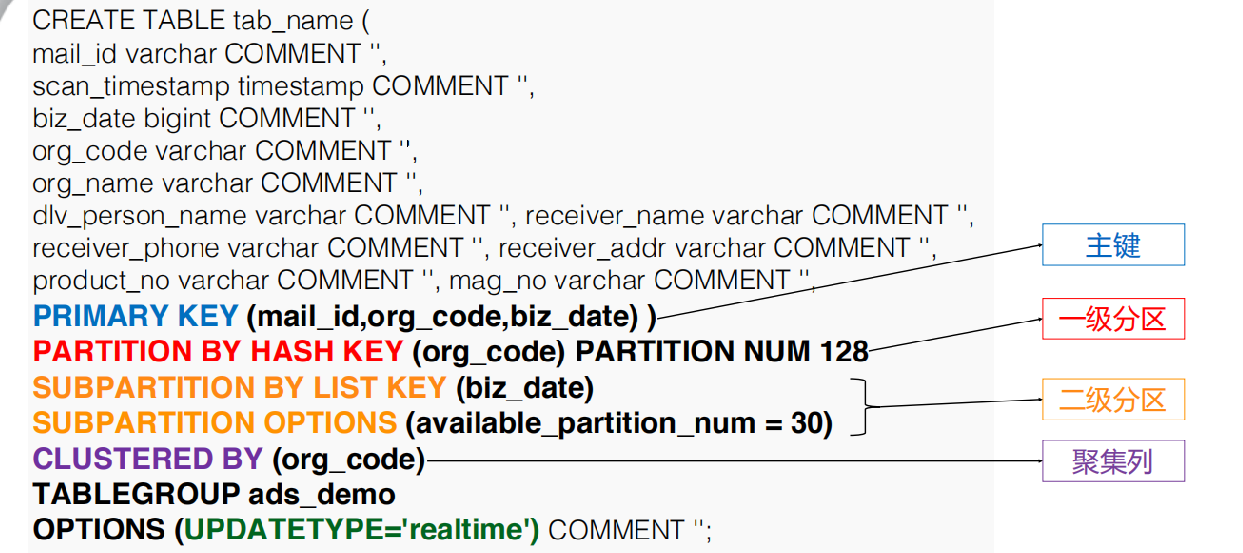 CREATE TABLE tab_name (
mail_id varchar COMMENT '',
scan_timestamp timestamp COMMENT '',
biz_date bigint COMMENT '',
org_code varchar COMMENT '',
org_name varchar COMMENT '',
dlv_person_name varchar COMMENT '', receiver_name varchar COMMENT '',
receiver_phone varchar COMMENT '', receiver_addr varchar COMMENT '',
product_no varchar COMMENT '', mag_no varchar COMMENT '',
PRIMARY KEY (mail_id,org_code,biz_date) )
PARTITION BY HASH KEY (org_code) PARTITION NUM 128
SUBPARTITION BY LIST KEY (biz_date)
SUBPARTITION OPTIONS (available_partition_num = 30)
CLUSTERED BY (org_code)
TABLEGROUP ads_demo
OPTIONS (UPDATETYPE='realtime') COMMENT '';
主键
一级分区
二级分区
聚集列